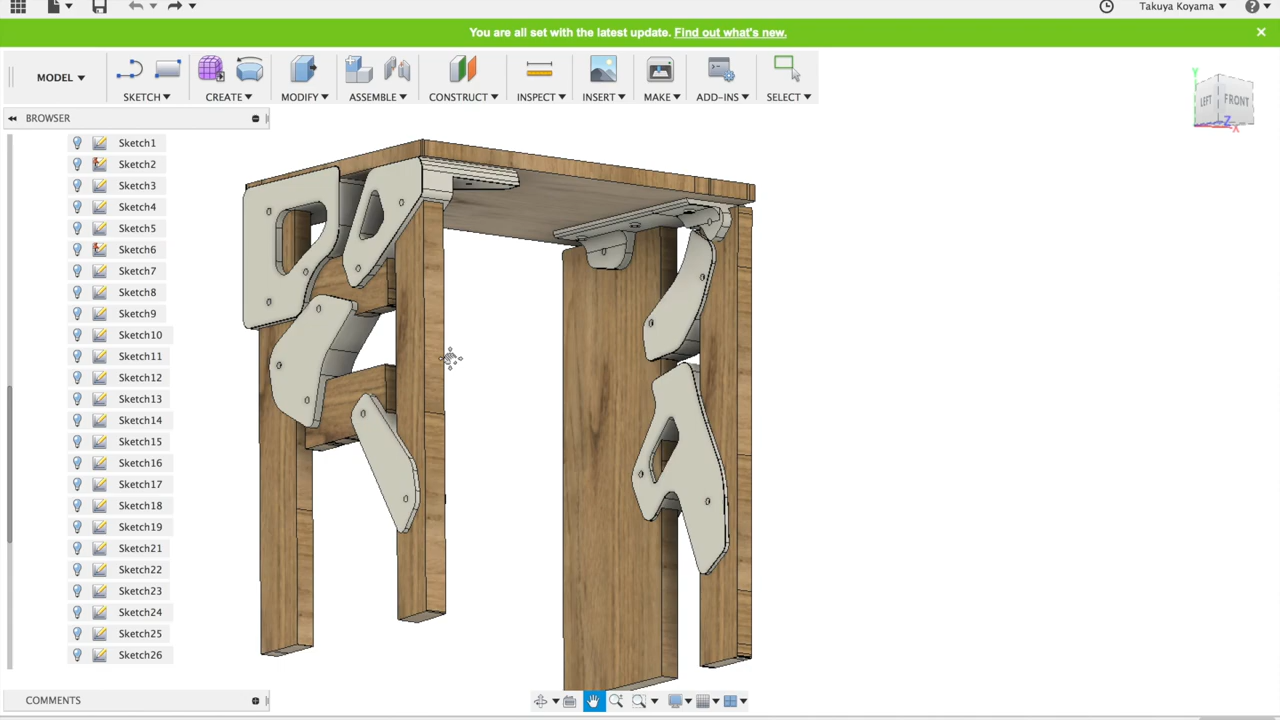 Takuya Koyama
You are all set with the latest update. Find out what's new.
MODEL
SKETCH
CREATE
MODIFY
ASSEMBLE
CONSTRUCT
INSPECT
INSERT
MAKE
ADD-INS
SELECT
Y
LEFT
FRONT
Z
X
BROWSER
Sketch1
Sketch2
Sketch3
Sketch4
Sketch5
Sketch6
Sketch7
Sketch8
Sketch9
Sketch10
Sketch11
Sketch12
Sketch13
Sketch14
Sketch15
Sketch16
Sketch17
Sketch18
Sketch19
Sketch21
Sketch22
Sketch23
Sketch24
Sketch25
Sketch26
COMMENTS